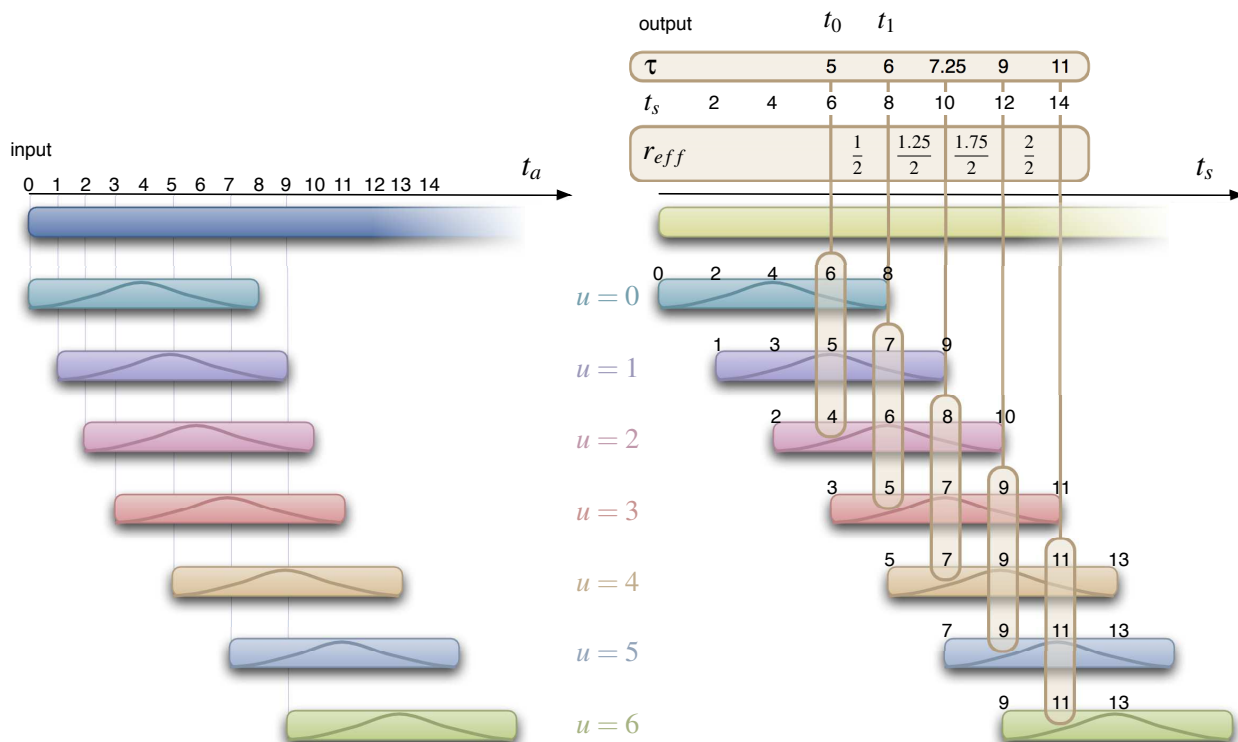 output t₀ t₁
τ 5 6 7.25 9 11
tₛ 2 4 6 8 10 12 14
r_eff 1/2 1.25/2 1.75/2 2/2
input
tₐ
0 1 2 3 4 5 6 7 8 9 10 11 12 13 14
tₛ
u = 0
0 2 4 6 8
u = 1
1 3 5 7 9
u = 2
2 4 6 8 10
u = 3
3 5 7 9 11
u = 4
5 7 9 11 13
u = 5
7 9 11 13
u = 6
9 11 13